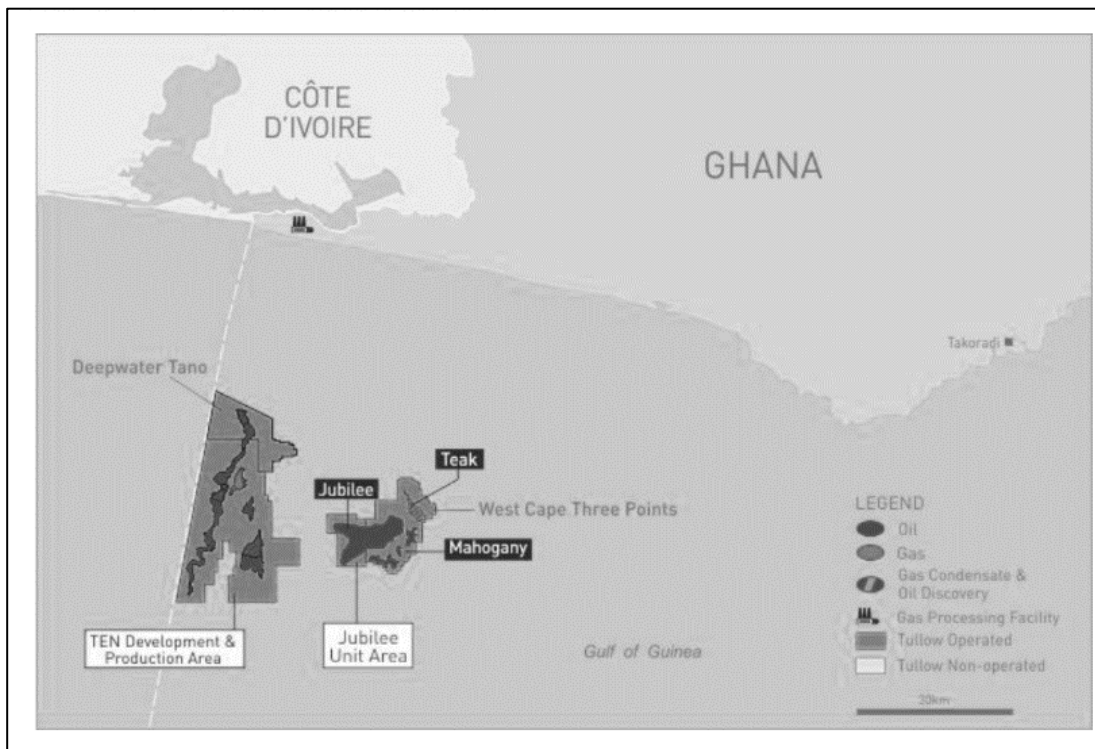 CÔTE
D'IVOIRE
GHANA
Takoradi
Deepwater Tano
Teak
Jubilee
West Cape Three Points
Mahogany
TEN Development &
Production Area
Jubilee
Unit Area
Gulf of Guinea
LEGEND
Oil
Gas
Gas Condensate &
Oil Discovery
Gas Processing Facility
Tullow Operated
Tullow Non-operated
20km